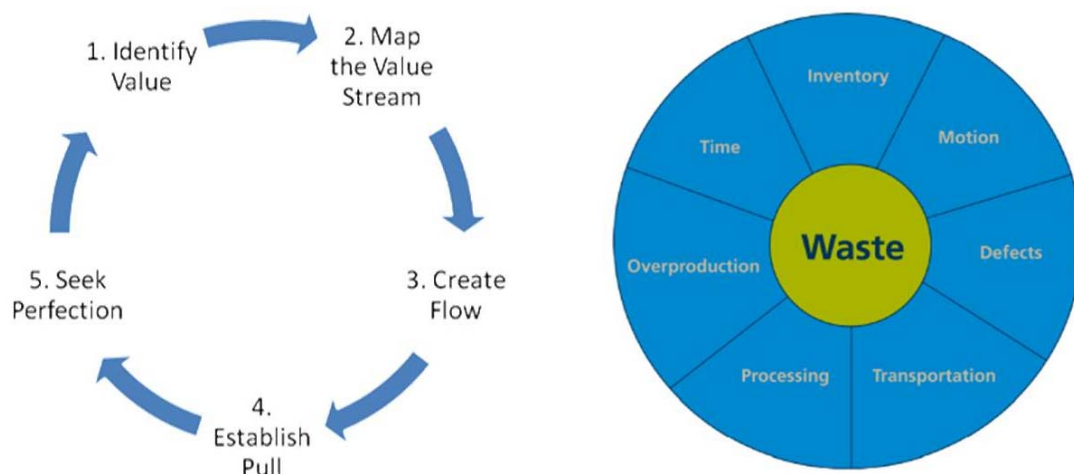 1. Identify
Value
2. Map
the Value
Stream
3. Create
Flow
4.
Establish
Pull
5. Seek
Perfection
Inventory
Motion
Defects
Transportation
Processing
Overproduction
Time
Waste